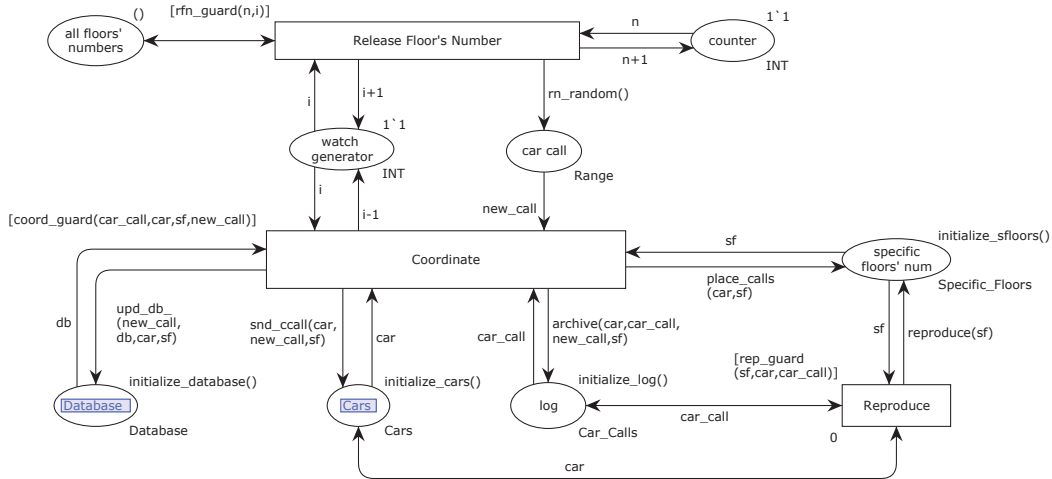 ()
[rfn_guard(n,i)]
all floors'
numbers
Release Floor's Number
n
n+1
1`1
counter
INT
i
i+1
rn_random()
1`1
watch
generator
INT
car call
Range
i
i-1
new_call
[coord_guard(car_call,car,sf,new_call)]
Coordinate
sf
place_calls
(car,sf)
initialize_sfloors()
specific
floors' num
Specific_Floors
db
upd_db_
(new_call,
db,car,sf)
snd_ccall(car,
new_call,sf)
car
car_call
archive(car,car_call,
new_call,sf)
sf
reproduce(sf)
[rep_guard
(sf,car,car_call)]
initialize_database()
Database
Database
initialize_cars()
Cars
Cars
initialize_log()
log
Car_Calls
car_call
Reproduce
0
car